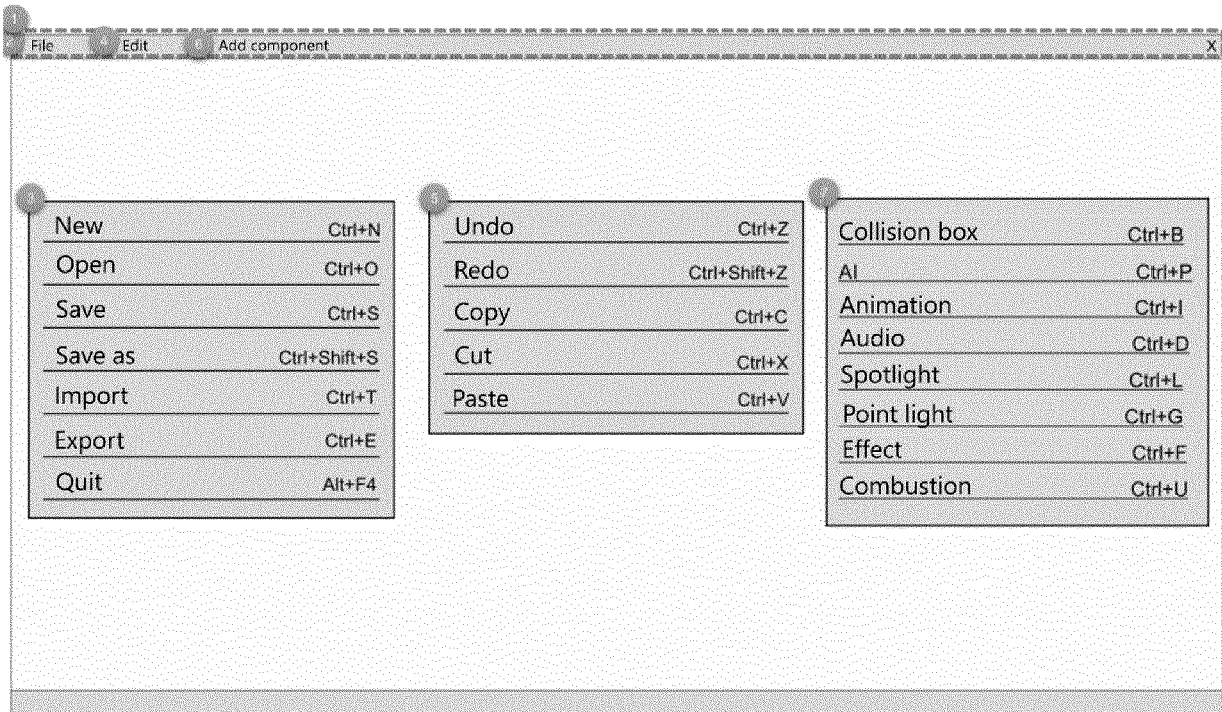 File Edit Add component X
New Ctrl+N
Open Ctrl+O
Save Ctrl+S
Save as Ctrl+Shift+S
Import Ctrl+T
Export Ctrl+E
Quit Alt+F4
Undo Ctrl+Z
Redo Ctrl+Shift+Z
Copy Ctrl+C
Cut Ctrl+X
Paste Ctrl+V
Collision box Ctrl+B
AI Ctrl+P
Animation Ctrl+I
Audio Ctrl+D
Spotlight Ctrl+L
Point light Ctrl+G
Effect Ctrl+F
Combustion Ctrl+U